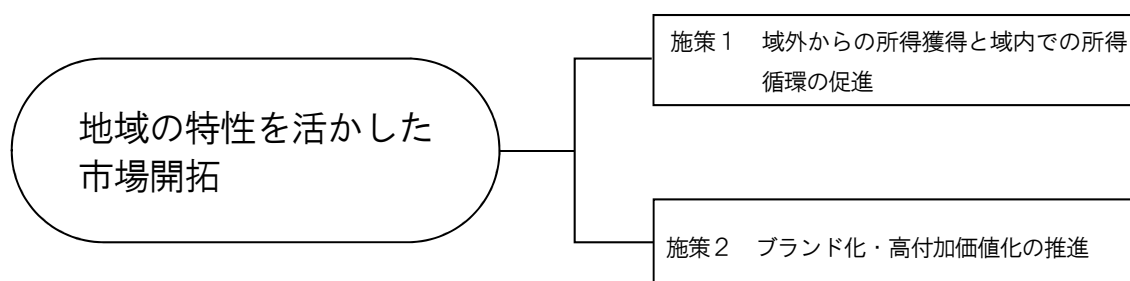 地域の特性を活かした
市場開拓
施策１　域外からの所得獲得と域内での所得
循環の促進
施策２　ブランド化・高付加価値化の推進